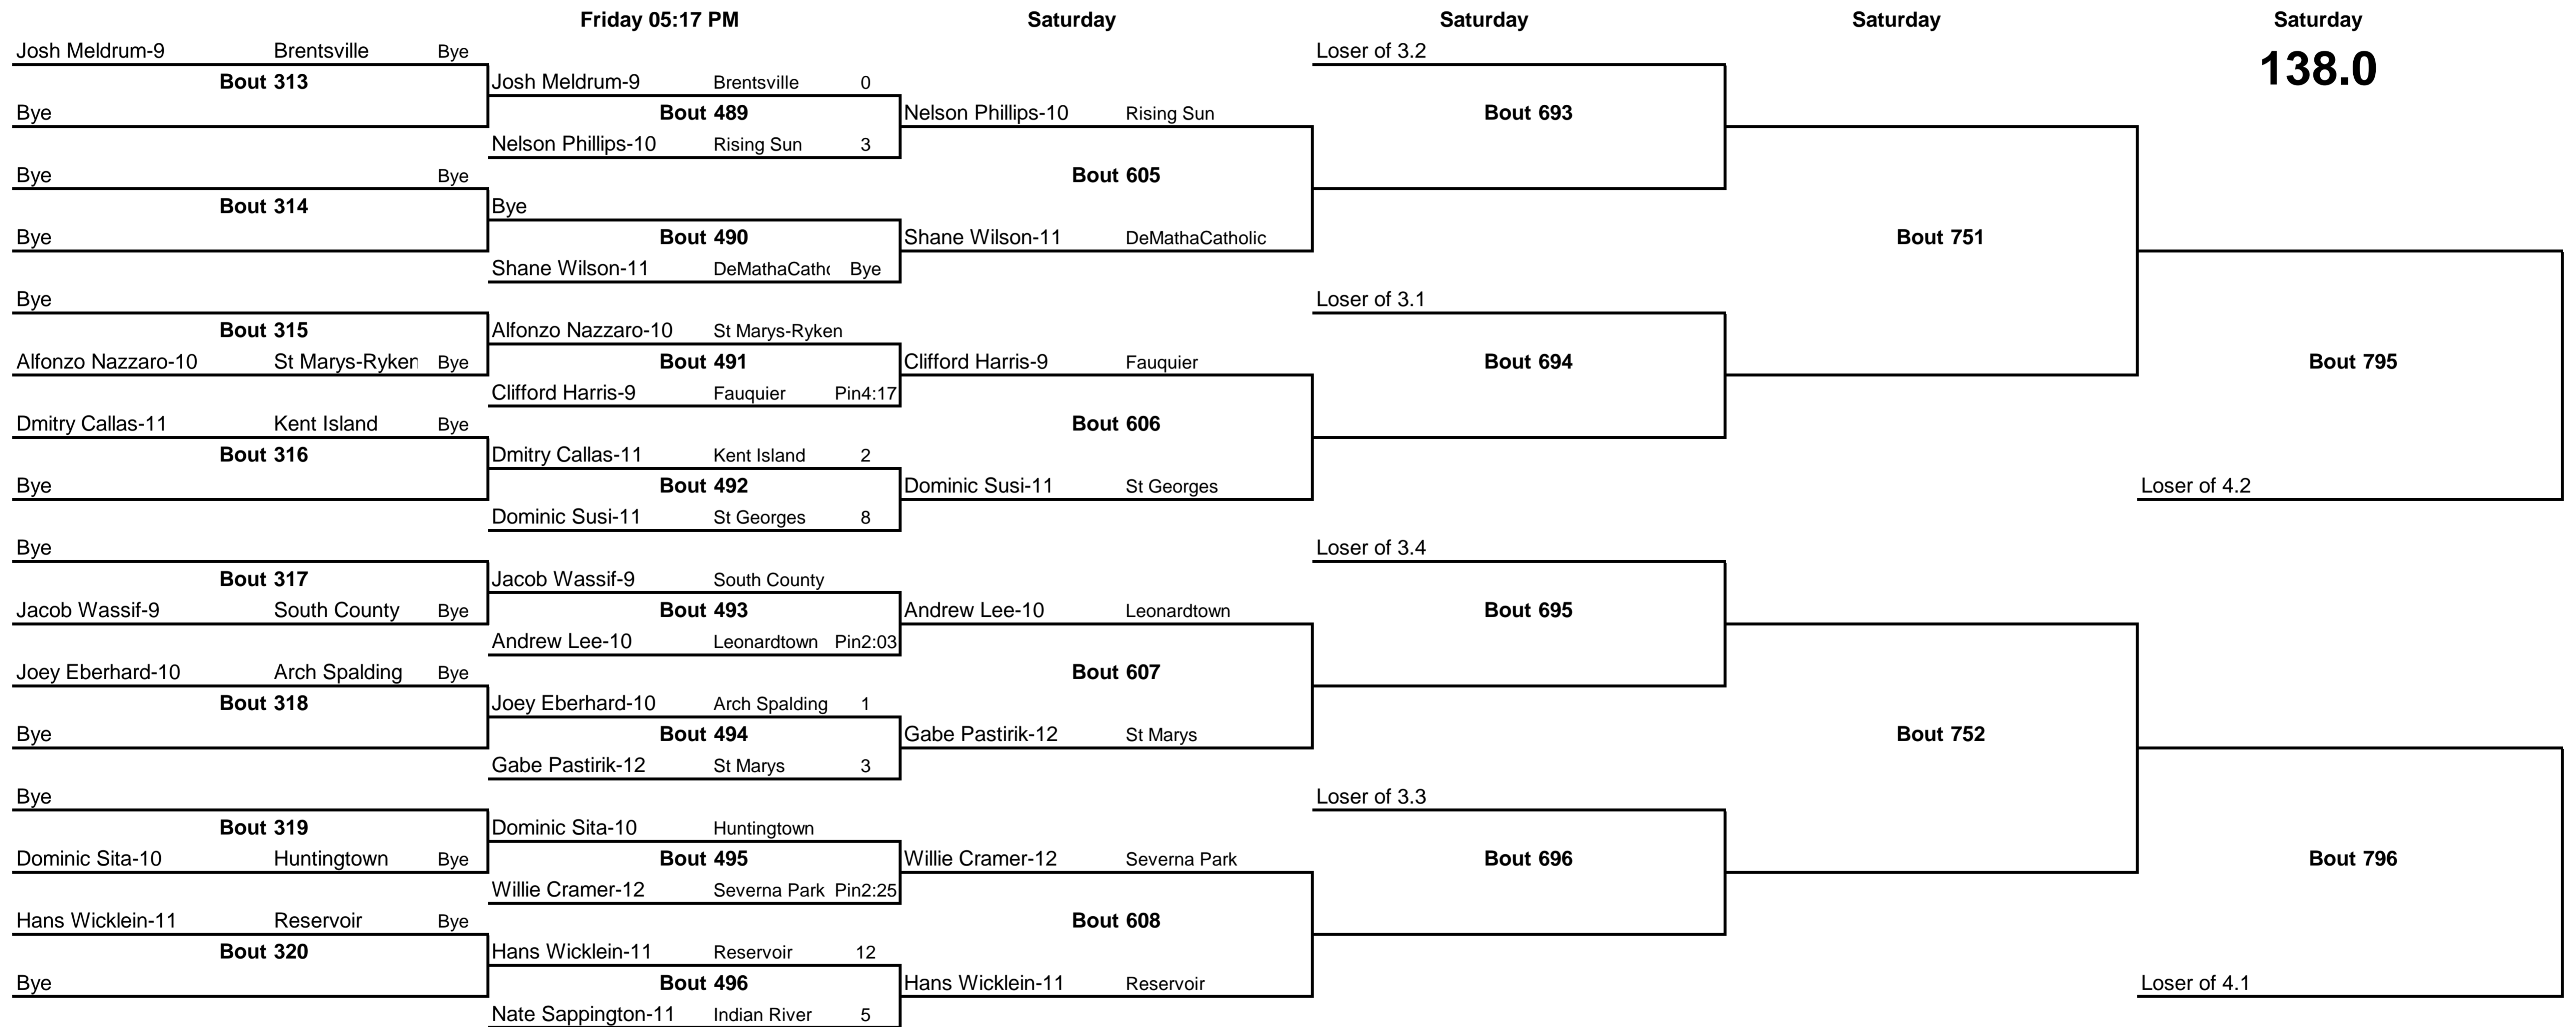 Friday 05:17 PM Saturday Saturday Saturday Saturday
138.0
Josh Meldrum-9 Brentsville Bye
Bout 313
Bye
Bye Bye
Bout 314
Bye
Bye
Bout 315
Alfonzo Nazzaro-10 St Marys-Ryken Bye
Dmitry Callas-11 Kent Island Bye
Bout 316
Bye
Bye
Bout 317
Jacob Wassif-9 South County Bye
Joey Eberhard-10 Arch Spalding Bye
Bout 318
Bye
Bye
Bout 319
Dominic Sita-10 Huntingtown Bye
Hans Wicklein-11 Reservoir Bye
Bout 320
Bye
Josh Meldrum-9 Brentsville 0
Bout 489
Nelson Phillips-10 Rising Sun 3
Bye
Bout 490
Shane Wilson-11 DeMathaCatho Bye
Alfonzo Nazzaro-10 St Marys-Ryken
Bout 491
Clifford Harris-9 Fauquier Pin4:17
Dmitry Callas-11 Kent Island 2
Bout 492
Dominic Susi-11 St Georges 8
Jacob Wassif-9 South County
Bout 493
Andrew Lee-10 Leonardtown Pin2:03
Joey Eberhard-10 Arch Spalding 1
Bout 494
Gabe Pastirik-12 St Marys 3
Dominic Sita-10 Huntingtown
Bout 495
Willie Cramer-12 Severna Park Pin2:25
Hans Wicklein-11 Reservoir 12
Bout 496
Nate Sappington-11 Indian River 5
Nelson Phillips-10 Rising Sun
Bout 605
Shane Wilson-11 DeMathaCatholic
Clifford Harris-9 Fauquier
Bout 606
Dominic Susi-11 St Georges
Andrew Lee-10 Leonardtown
Bout 607
Gabe Pastirik-12 St Marys
Willie Cramer-12 Severna Park
Bout 608
Hans Wicklein-11 Reservoir
Loser of 3.2
Bout 693
Loser of 3.1
Bout 694
Loser of 3.4
Bout 695
Loser of 3.3
Bout 696
Bout 751
Bout 752
Bout 795
Loser of 4.2
Bout 796
Loser of 4.1